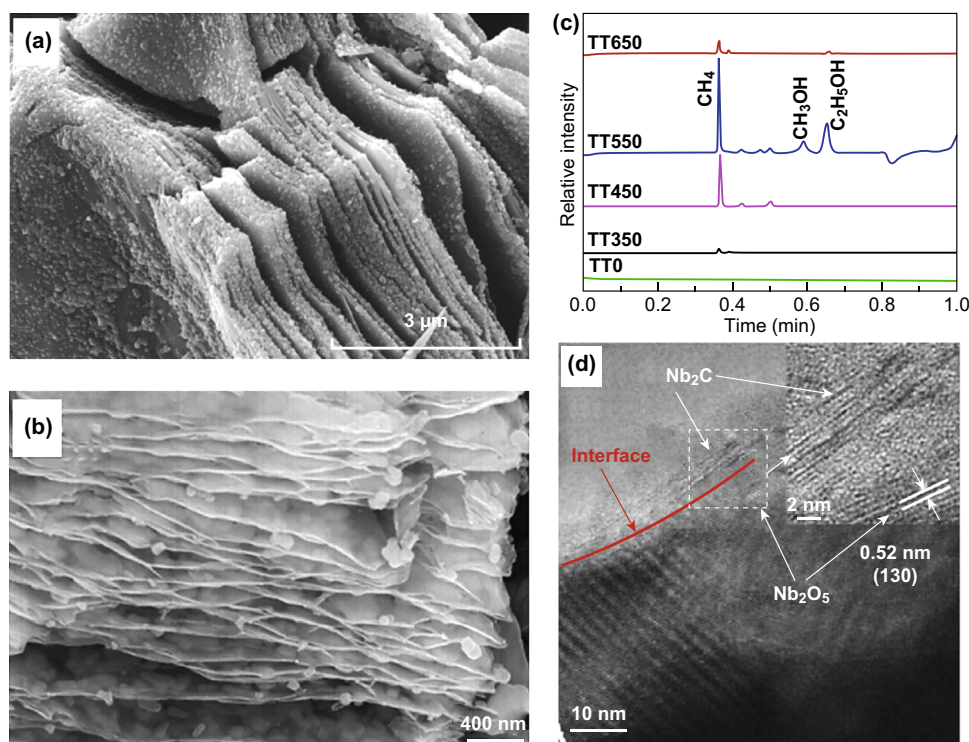 (a)
3 μm
(b)
400 nm
(c)
TT650
TT550
TT450
TT350
TT0
CH₄
CH₃OH
C₂H₅OH
Relative intensity
0.0 0.2 0.4 0.6 0.8 1.0
Time (min)
(d)
Nb₂C
Interface
2 nm
0.52 nm
(130)
Nb₂O₅
10 nm